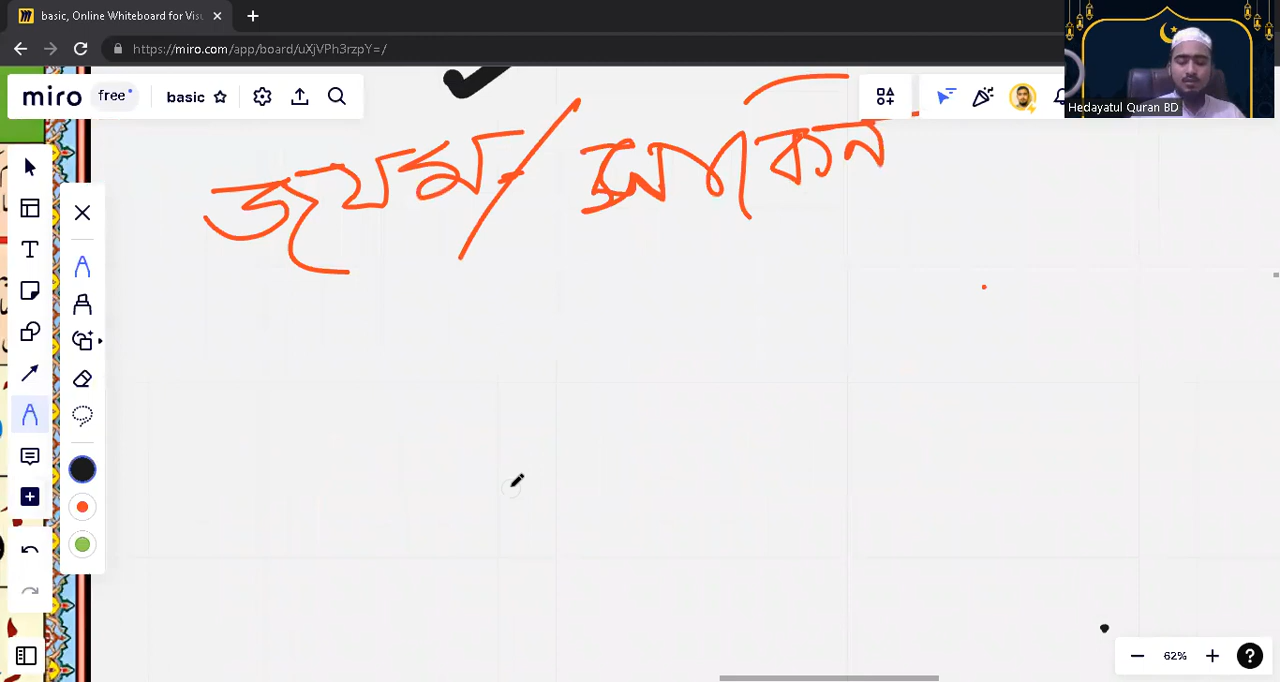 basic, Online Whiteboard for Visu
https://miro.com/app/board/uXjVPh3rzpY=/
miro free basic
Hedayatul Quran BD
জযম / সাকিন
62%